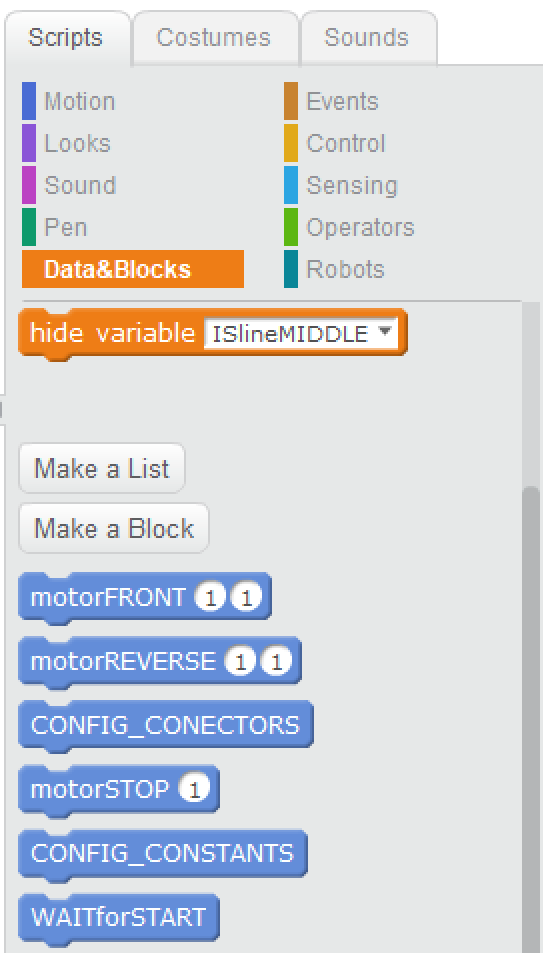 Scripts Costumes Sounds
Motion Events
Looks Control
Sound Sensing
Pen Operators
Data&Blocks Robots
hide variable ISlineMIDDLE
Make a List
Make a Block
motorFRONT 1 1
motorREVERSE 1 1
CONFIG_CONECTORS
motorSTOP 1
CONFIG_CONSTANTS
WAITforSTART